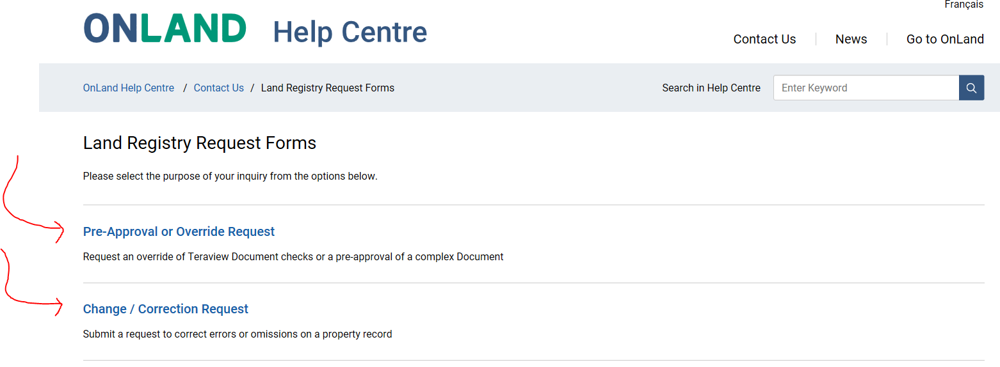 Français
ONLAND Help Centre
Contact Us News Go to OnLand
OnLand Help Centre / Contact Us / Land Registry Request Forms Search in Help Centre Enter Keyword
Land Registry Request Forms
Please select the purpose of your inquiry from the options below.
Pre-Approval or Override Request
Request an override of Teraview Document checks or a pre-approval of a complex Document
Change / Correction Request
Submit a request to correct errors or omissions on a property record